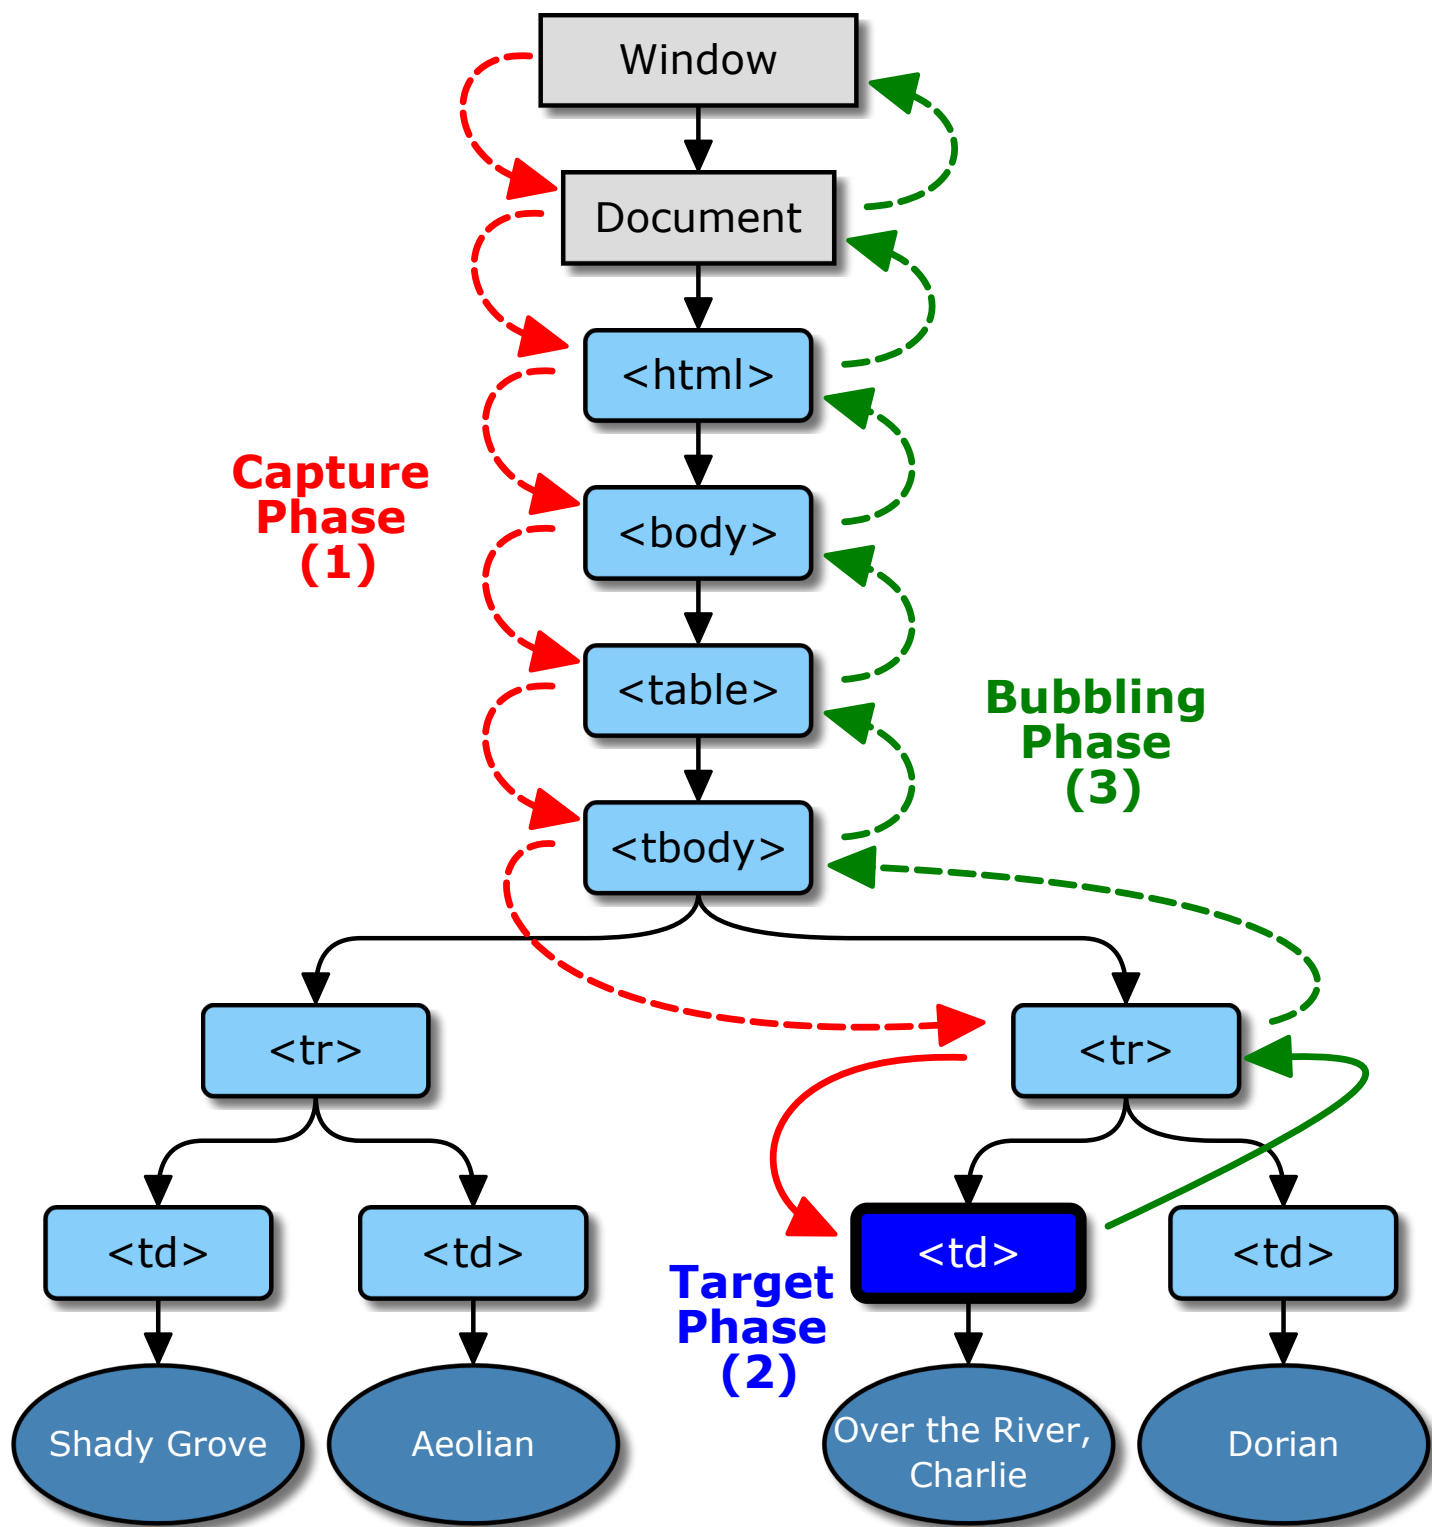 Window
Document
<html>
Capture
Phase
(1)
<body>
<table>
Bubbling
Phase
(3)
<tbody>
<tr>
<tr>
<td>
<td>
<td>
<td>
Target
Phase
(2)
Shady Grove
Aeolian
Over the River,
Charlie
Dorian